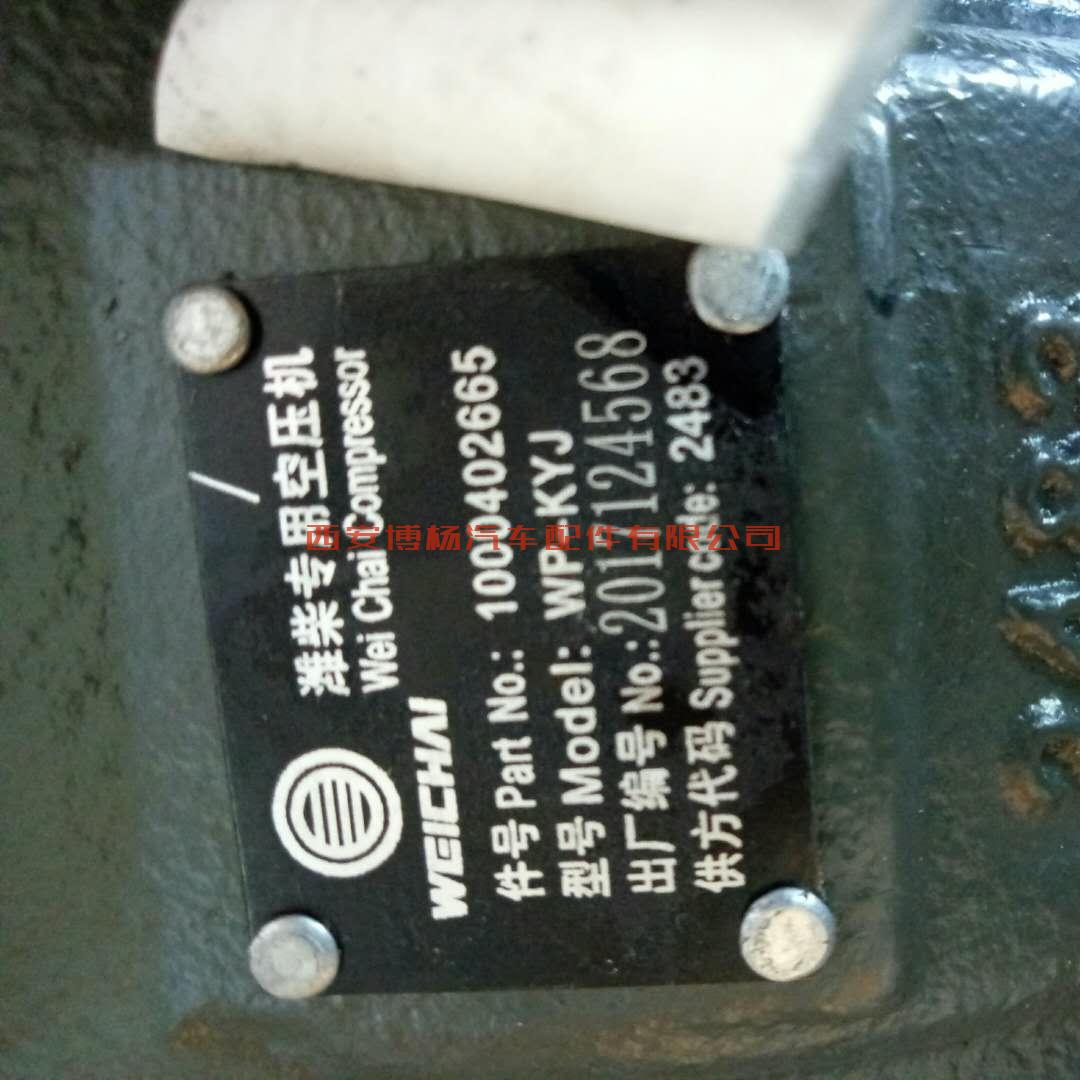 潍柴专用空压机
Wei Chai Compressor
WEICHAI
件号 Part No.: 1000402665
型号 Model: WP-KYJ
出厂编号 No.: 2017124568
供方代码 Supplier code: 2483
西安博杨汽车配件有限公司